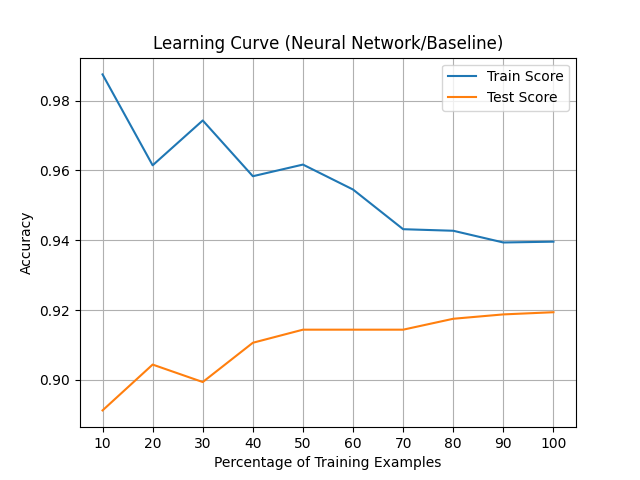 Learning Curve (Neural Network/Baseline)
Train Score
Test Score
0.98
0.96
0.94
0.92
0.90
Accuracy
10 20 30 40 50 60 70 80 90 100
Percentage of Training Examples